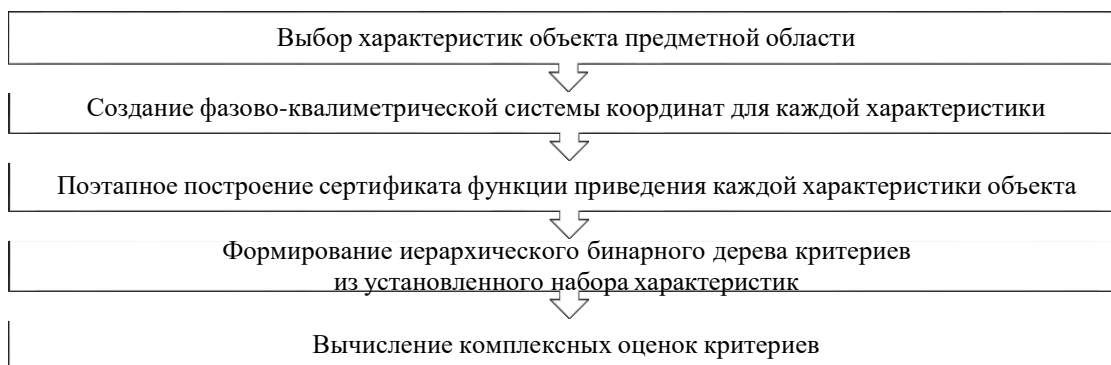 Выбор характеристик объекта предметной области
Создание фазово-квалиметрической системы координат для каждой характеристики
Поэтапное построение сертификата функции приведения каждой характеристики объекта
Формирование иерархического бинарного дерева критериев
из установленного набора характеристик
Вычисление комплексных оценок критериев